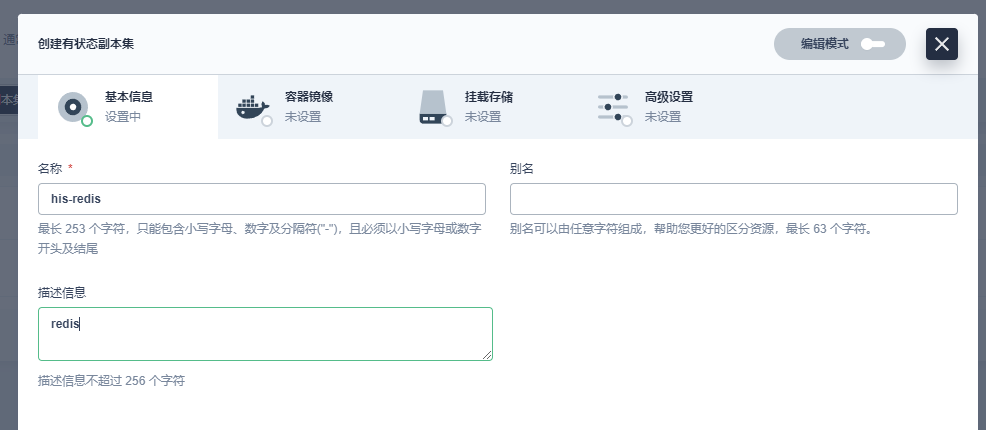 创建有状态副本集
编辑模式
基本信息
设置中
容器镜像
未设置
挂载存储
未设置
高级设置
未设置
名称 *
his-redis
最长 253 个字符，只能包含小写字母、数字及分隔符("-")，且必须以小写字母或数字
开头及结尾
别名
别名可以由任意字符组成，帮助您更好的区分资源，最长 63 个字符。
描述信息
redis
描述信息不超过 256 个字符